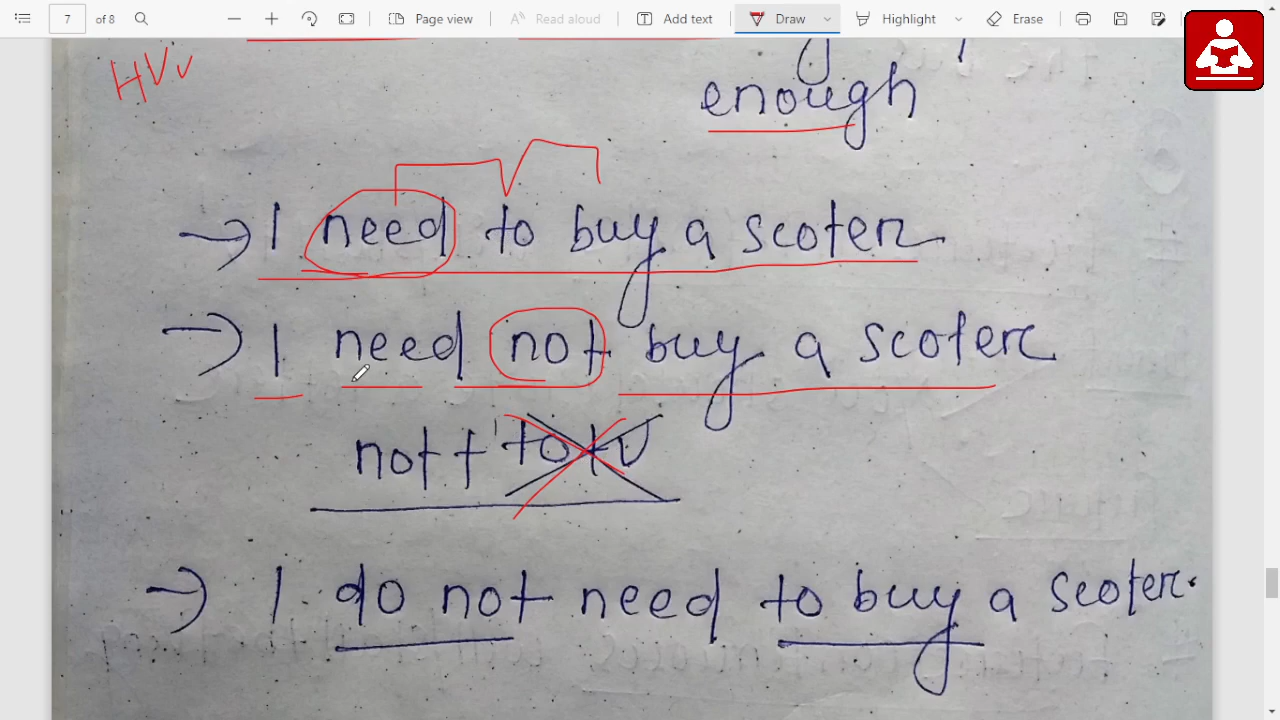 7 of 8 Page view Read aloud Add text Draw Highlight Erase
HV
enough
→ I need to buy a scoter
→ I need not buy a scoter
not + to + V
→ I do not need to buy a scoter.